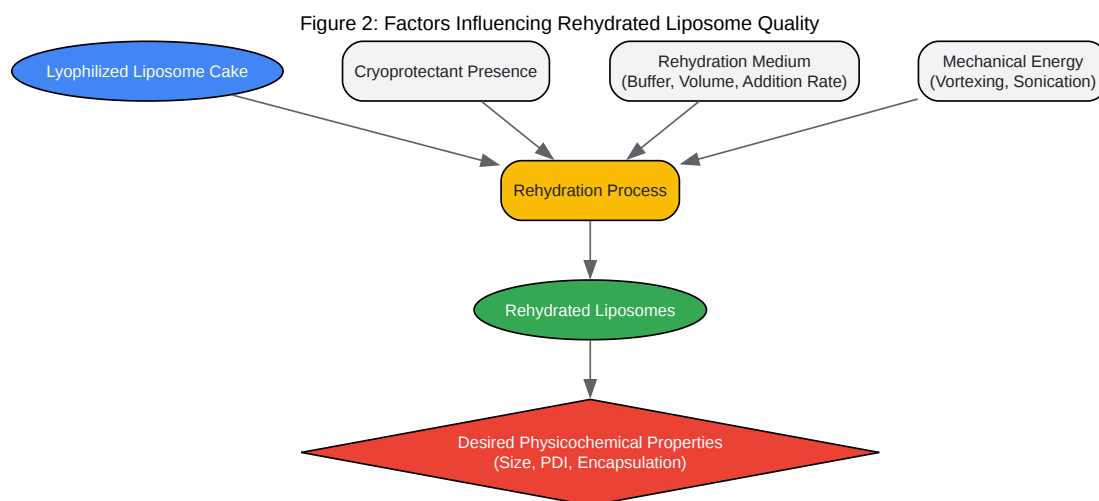 Figure 2: Factors Influencing Rehydrated Liposome Quality
Lyophilized Liposome Cake
Cryoprotectant Presence
Rehydration Medium
(Buffer, Volume, Addition Rate)
Mechanical Energy
(Vortexing, Sonication)
Rehydration Process
Rehydrated Liposomes
Desired Physicochemical Properties
(Size, PDI, Encapsulation)